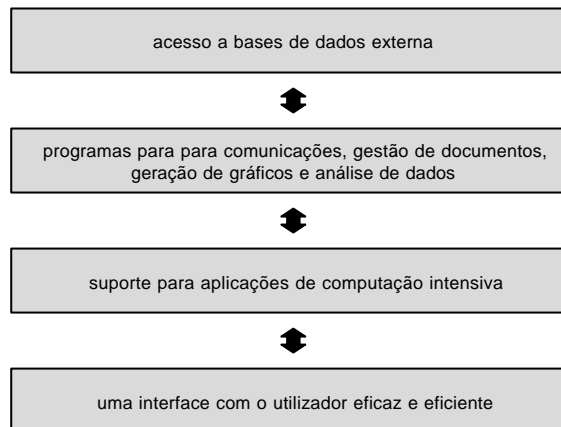 acesso a bases de dados externa
programas para para comunicações, gestão de documentos,
geração de gráficos e análise de dados
suporte para aplicações de computação intensiva
uma interface com o utilizador eficaz e eficiente